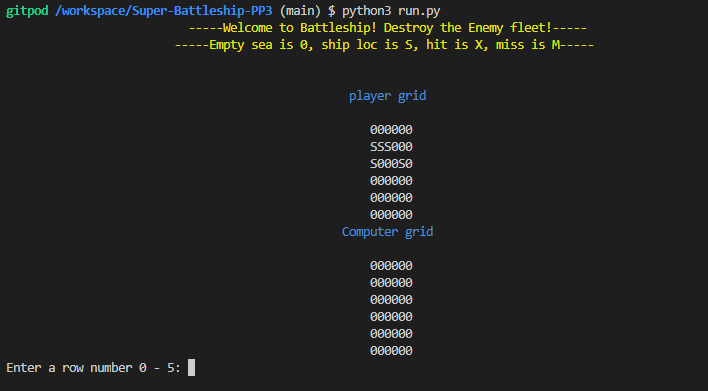 gitpod /workspace/Super-Battleship-PP3 (main) $ python3 run.py
-----Welcome to Battleship! Destroy the Enemy fleet!-----
-----Empty sea is 0, ship loc is S, hit is X, miss is M-----
player grid
000000
SSS000
S000S0
000000
000000
000000
Computer grid
000000
000000
000000
000000
000000
000000
Enter a row number 0 - 5: